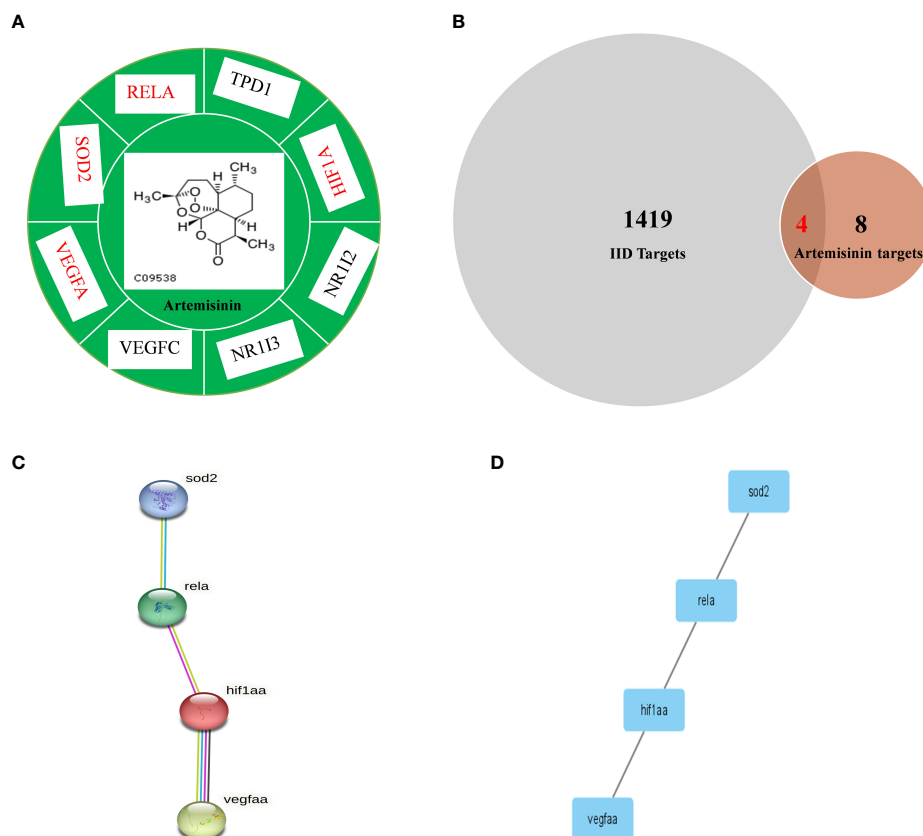 A
RELA
TPD1
SOD2
HIF1A
VEGFA
NR1I2
VEGFC
NR1I3
CH₃
H
H₃C
O
O
O
H
H
O
CH₃
O
C09538
Artemisinin
B
1419
IID Targets
4
8
Artemisinin targets
C
sod2
rela
hif1aa
vegfaa
D
sod2
rela
hif1aa
vegfaa